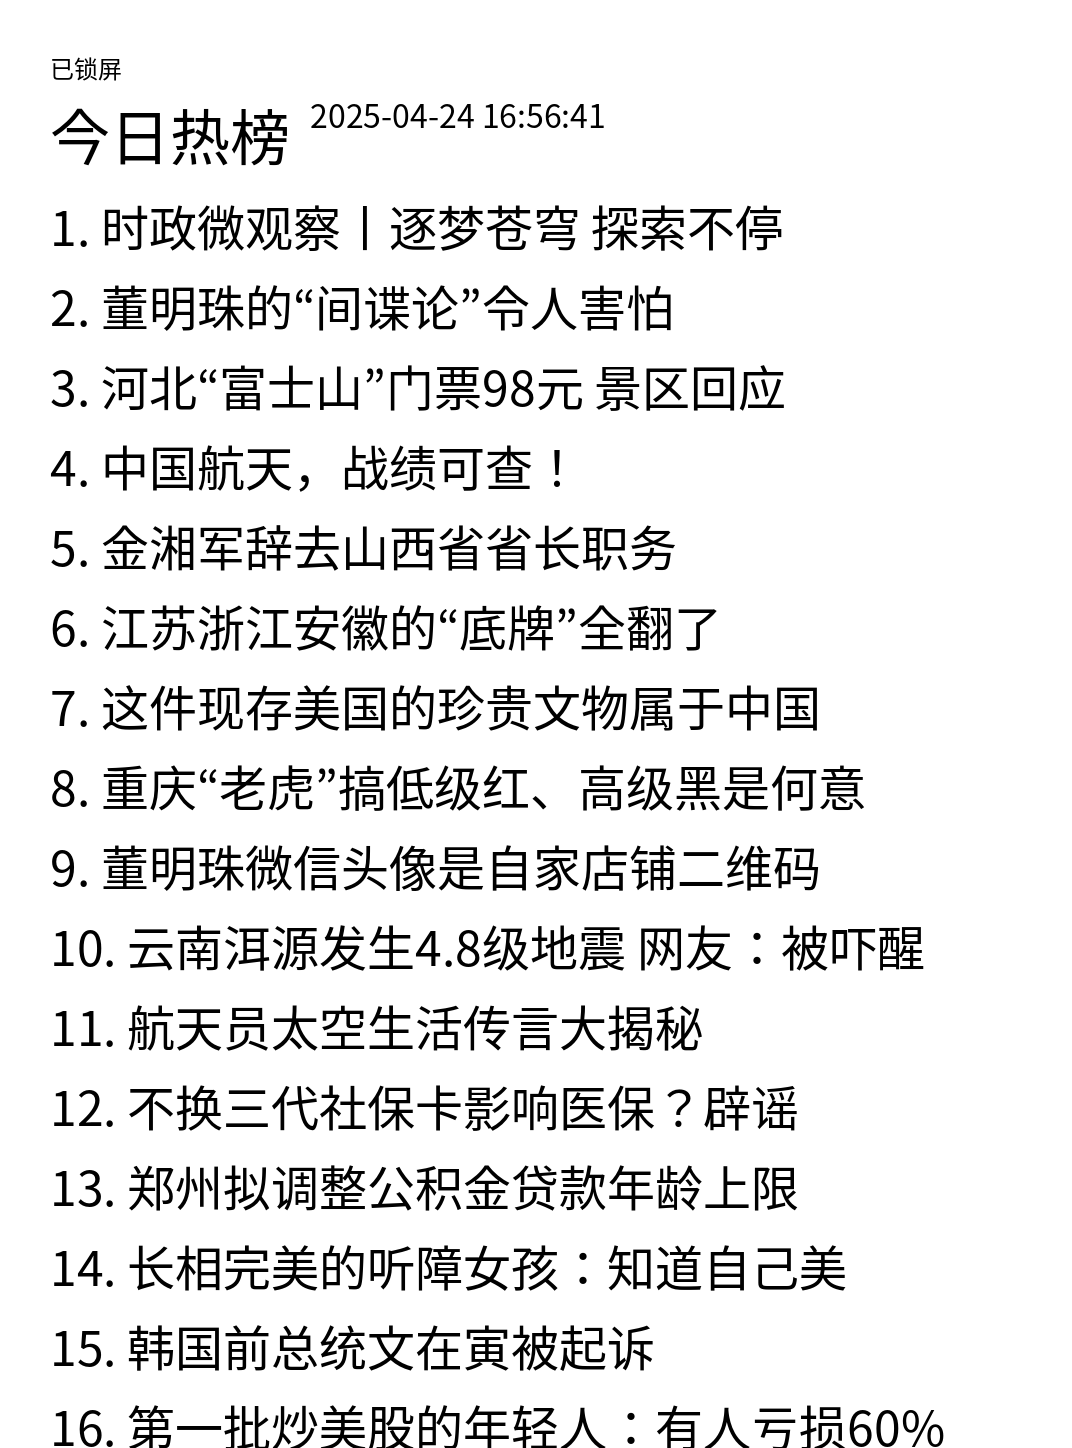 已锁屏
今日热榜 2025-04-24 16:56:41
1. 时政微观察丨逐梦苍穹 探索不停
2. 董明珠的“间谍论”令人害怕
3. 河北“富士山”门票98元 景区回应
4. 中国航天，战绩可查！
5. 金湘军辞去山西省省长职务
6. 江苏浙江安徽的“底牌”全翻了
7. 这件现存美国的珍贵文物属于中国
8. 重庆“老虎”搞低级红、高级黑是何意
9. 董明珠微信头像是自家店铺二维码
10. 云南洱源发生4.8级地震 网友：被吓醒
11. 航天员太空生活传言大揭秘
12. 不换三代社保卡影响医保？辟谣
13. 郑州拟调整公积金贷款年龄上限
14. 长相完美的听障女孩：知道自己美
15. 韩国前总统文在寅被起诉
16. 第一批炒美股的年轻人：有人亏损60%